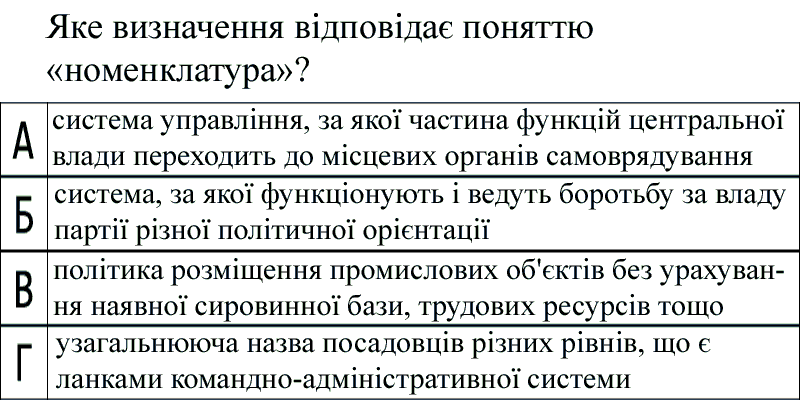 Яке визначення відповідає поняттю
«номенклатура»?
А
система управління, за якої частина функцій центральної
влади переходить до місцевих органів самоврядування
Б
система, за якої функціонують і ведуть боротьбу за владу
партії різної політичної орієнтації
В
політика розміщення промислових об'єктів без урахуван-
ня наявної сировинної бази, трудових ресурсів тощо
Г
узагальнююча назва посадовців різних рівнів, що є
ланками командно-адміністративної системи